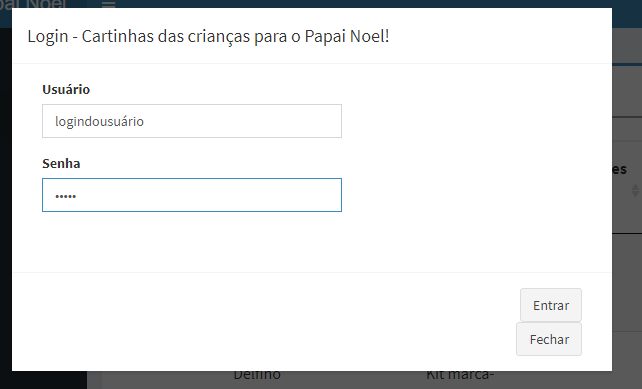 pai Noel
Login - Cartinhas das crianças para o Papai Noel!
Usuário
logindousuário
Senha
•••••
es
Entrar
Fechar
Delfino
Kit marca-